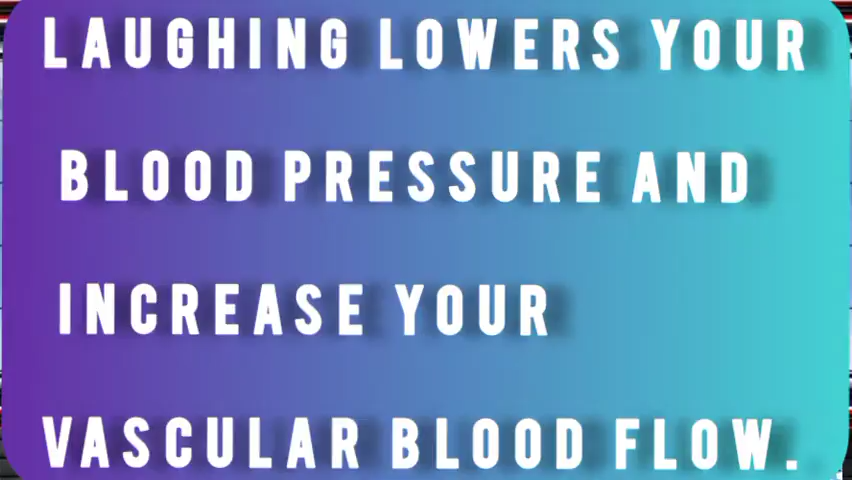 LAUGHING LOWERS YOUR
BLOOD PRESSURE AND
INCREASE YOUR
VASCULAR BLOOD FLOW.